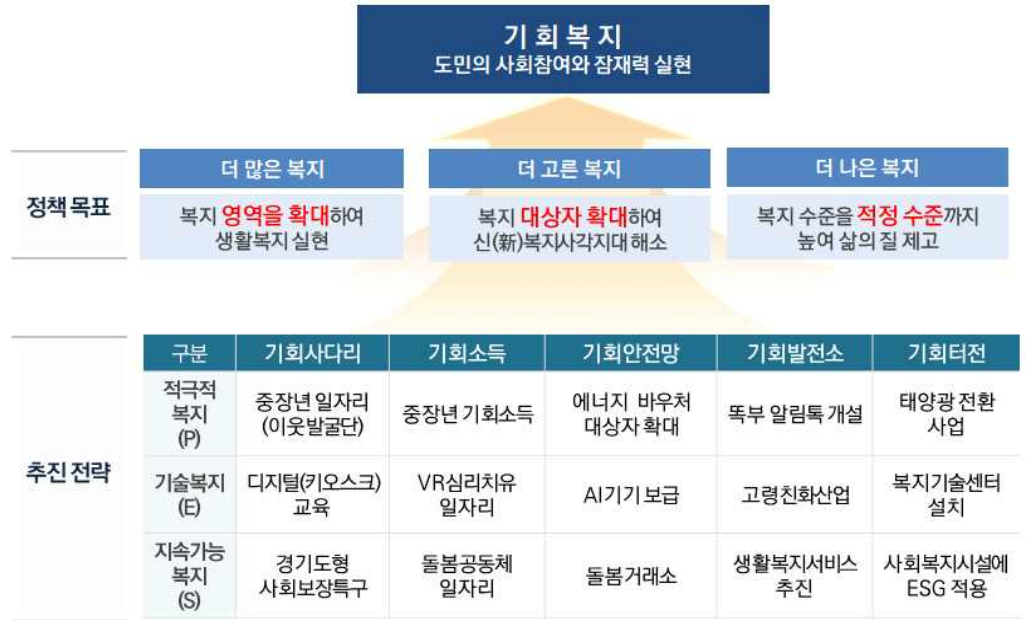 기회복지
도민의 사회참여와 잠재력 실현
정책 목표
더 많은 복지
복지 영역을 확대하여
생활복지 실현
더 고른 복지
복지 대상자 확대하여
신(新)복지사각지대 해소
더 나은 복지
복지 수준을 적정 수준까지
높여 삶의 질 제고
추진 전략
구분 기회사다리 기회소득 기회안전망 기회발전소 기회터전
적극적
복지
(P)
중장년 일자리
(이웃발굴단)
중장년 기회소득
에너지 바우처
대상자 확대
똑부 알림톡 개설
태양광 전환
사업
기술복지
(E)
디지털(키오스크)
교육
VR심리치유
일자리
AI기기 보급
고령친화산업
복지기술센터
설치
지속가능
복지
(S)
경기도형
사회보장특구
돌봄공동체
일자리
돌봄거래소
생활복지서비스
추진
사회복지시설에
ESG 적용